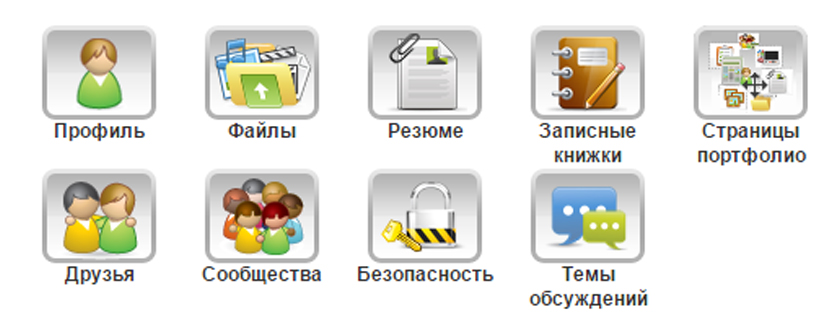 Профиль
Файлы
Резюме
Записные
книжки
Страницы
портфолио
Друзья
Сообщества
Безопасность
Темы
обсуждений